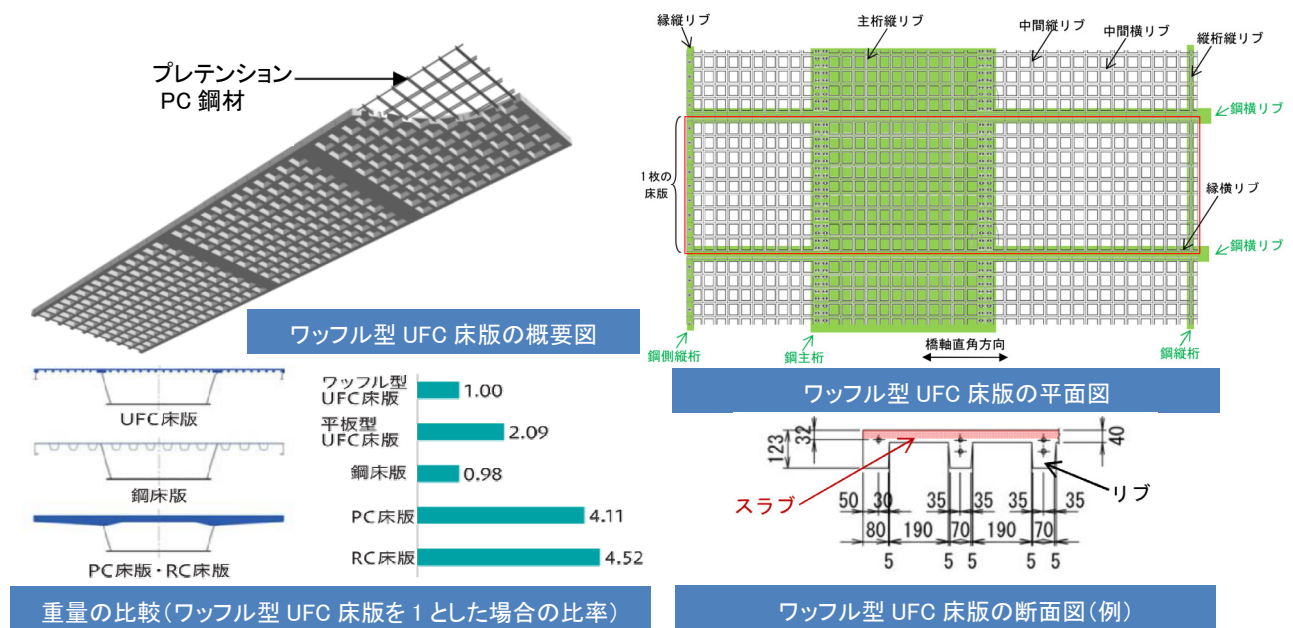 プレテンション
PC 鋼材
ワッフル型 UFC 床版の概要図
縁縦リブ
主桁縦リブ
中間縦リブ
中間横リブ
縦桁縦リブ
鋼横リブ
1枚の
床版
縁横リブ
鋼横リブ
鋼側縦桁
鋼主桁
橋軸直角方向
鋼縦桁
ワッフル型 UFC 床版の平面図
UFC床版
鋼床版
PC床版・RC床版
ワッフル型
UFC床版
1.00
平板型
UFC床版
2.09
鋼床版
0.98
PC床版
4.11
RC床版
4.52
重量の比較(ワッフル型 UFC 床版を 1 とした場合の比率)
123
32
40
スラブ
リブ
50
30
35
35
35
35
80
190
70
190
70
5
5
5
5
5
ワッフル型 UFC 床版の断面図(例)